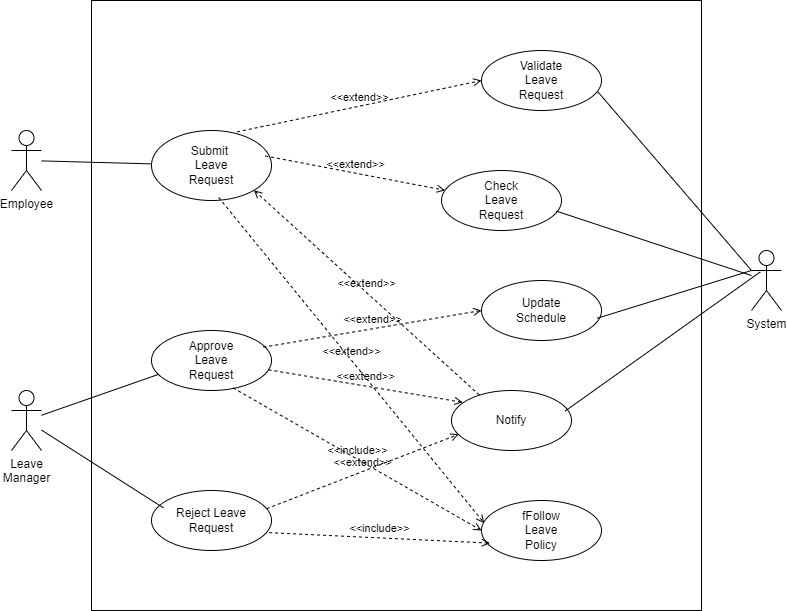 Validate
Leave
Request
<<extend>>
Submit
Leave
Request
<<extend>>
Check
Leave
Request
Employee
<<extend>>
Update
Schedule
<<extend>>
System
Approve
Leave
Request
<<extend>>
<<extend>>
Notify
<<include>>
<<extend>>
Leave
Manager
Reject Leave
Request
<<include>>
fFollow
Leave
Policy